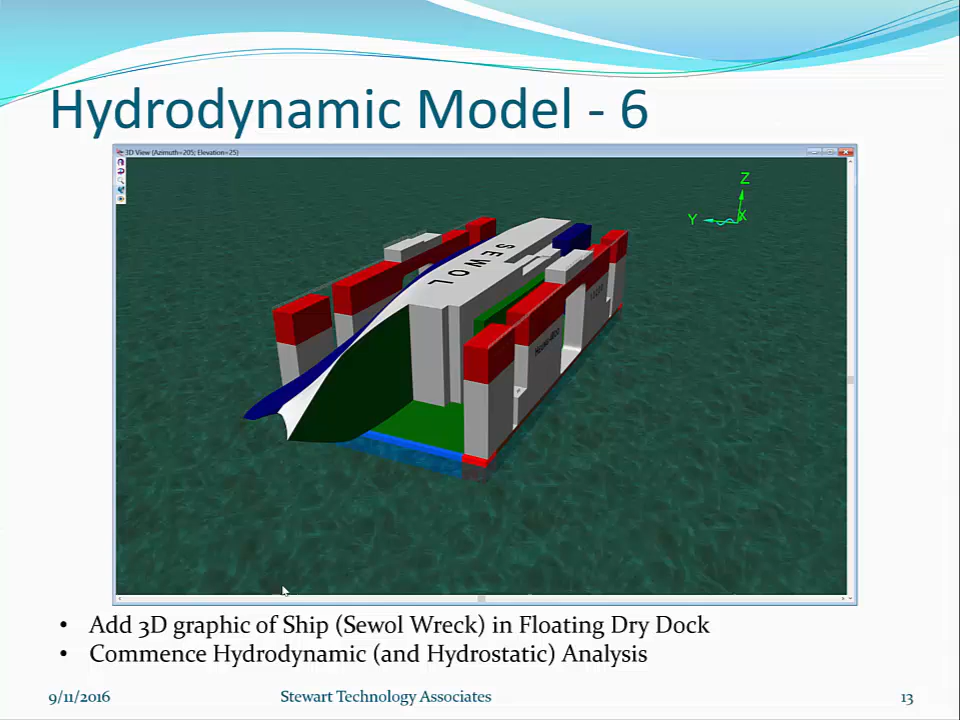 Hydrodynamic Model - 6
3D View (Azimuth=205; Elevation=25)
Z
Y
X
SEWOL
• Add 3D graphic of Ship (Sewol Wreck) in Floating Dry Dock
• Commence Hydrodynamic (and Hydrostatic) Analysis
9/11/2016
Stewart Technology Associates
13